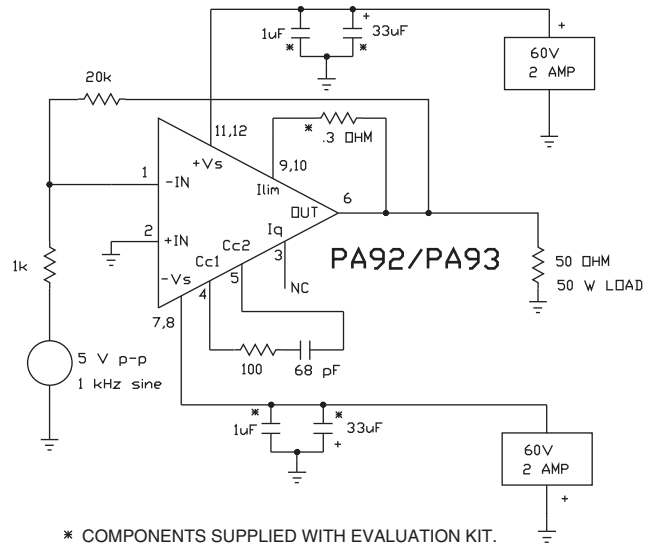 +
1uF
33uF
*
*
60V
2 AMP
+
20k
11,12
+Vs
*
.3 OHM
9,10
Ilim
1
-IN
6
OUT
2
+IN
Iq
3
Cc2
Cc1
PA92/PA93
1k
-Vs
4
5
NC
50 OHM
50 W LOAD
7,8
5 V p-p
1 kHz sine
100
68 pF
*
*
1uF
33uF
+
60V
2 AMP
+
* COMPONENTS SUPPLIED WITH EVALUATION KIT.